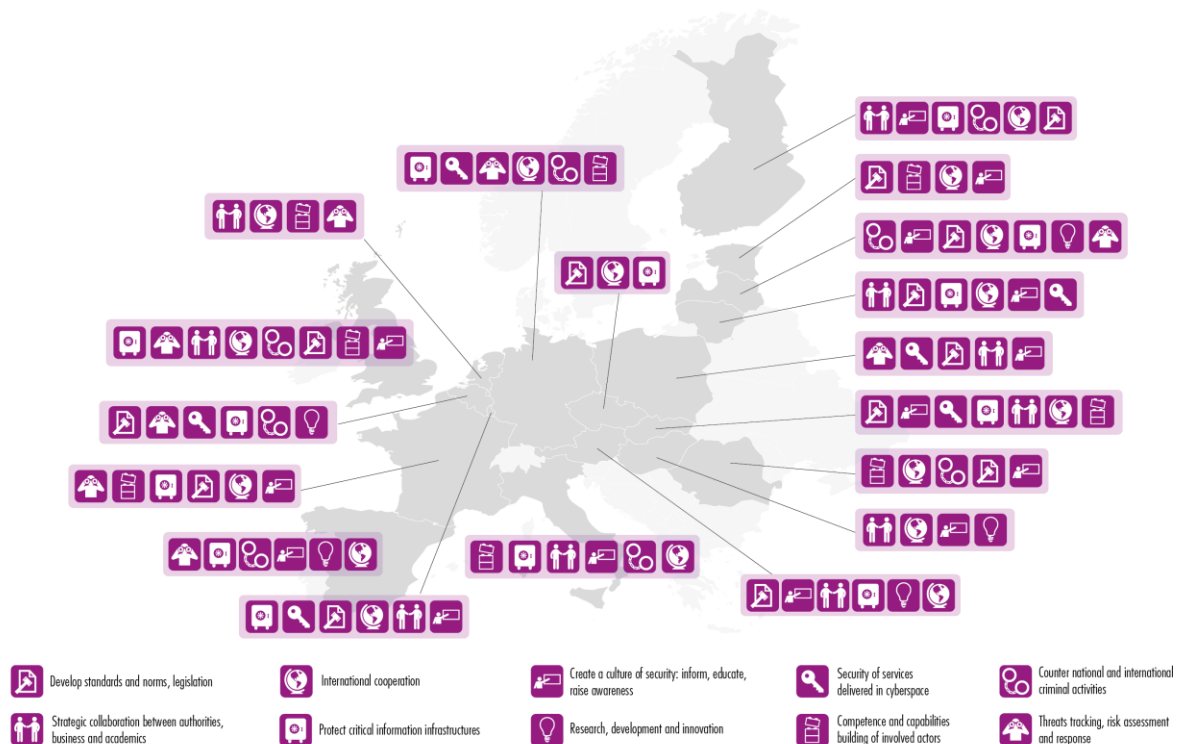 Develop standards and norms, legislation
International cooperation
Create a culture of security: inform, educate,
raise awareness
Security of services
delivered in cyberspace
Counter national and international
criminal activities
Strategic collaboration between authorities,
business and academics
Protect critical information infrastructures
Research, development and innovation
Competence and capabilities
building of involved actors
Threats tracking, risk assessment
and response